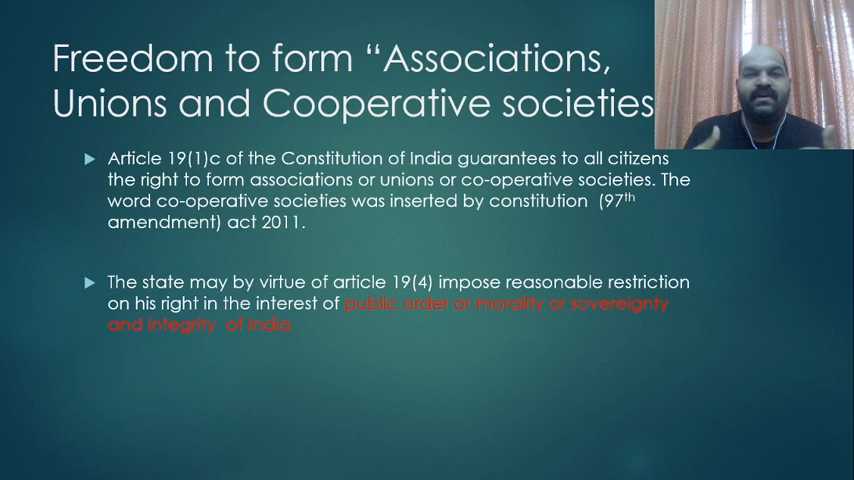 Freedom to form “Associations,
Unions and Cooperative societies
Article 19(1)c of the Constitution of India guarantees to all citizens
the right to form associations or unions or co-operative societies. The
word co-operative societies was inserted by constitution (97th
amendment) act 2011.
The state may by virtue of article 19(4) impose reasonable restriction
on his right in the interest of public order or morality or sovereignty
and integrity of India